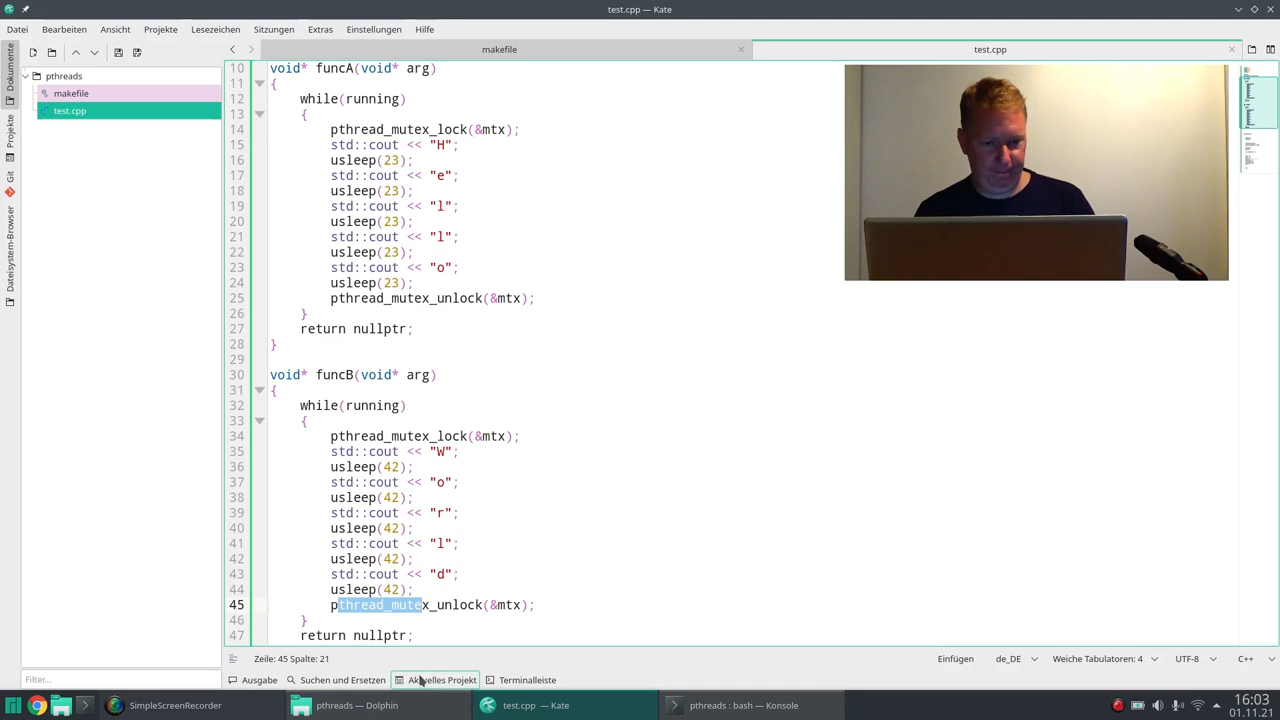 test.cpp — Kate
Datei Bearbeiten Ansicht Projekte Lesezeichen Sitzungen Extras Einstellungen Hilfe
Dokumente
Projekte
Git
Dateisystem-Browser
pthreads
makefile
test.cpp
Filter...
makefile test.cpp
10 void* funcA(void* arg)
11 {
12 while(running)
13 {
14 pthread_mutex_lock(&mtx);
15 std::cout << "H";
16 usleep(23);
17 std::cout << "e";
18 usleep(23);
19 std::cout << "l";
20 usleep(23);
21 std::cout << "l";
22 usleep(23);
23 std::cout << "o";
24 usleep(23);
25 pthread_mutex_unlock(&mtx);
26 }
27 return nullptr;
28 }
29
30 void* funcB(void* arg)
31 {
32 while(running)
33 {
34 pthread_mutex_lock(&mtx);
35 std::cout << "W";
36 usleep(42);
37 std::cout << "o";
38 usleep(42);
39 std::cout << "r";
40 usleep(42);
41 std::cout << "l";
42 usleep(42);
43 std::cout << "d";
44 usleep(42);
45 pthread_mutex_unlock(&mtx);
46 }
47 return nullptr;
Zeile: 45 Spalte: 21 Einfügen de_DE Weiche Tabulatoren: 4 UTF-8 C++
Ausgabe Suchen und Ersetzen Aktuelles Projekt Terminalleiste
SimpleScreenRecorder pthreads — Dolphin test.cpp — Kate pthreads : bash — Konsole
16:03
01.11.21